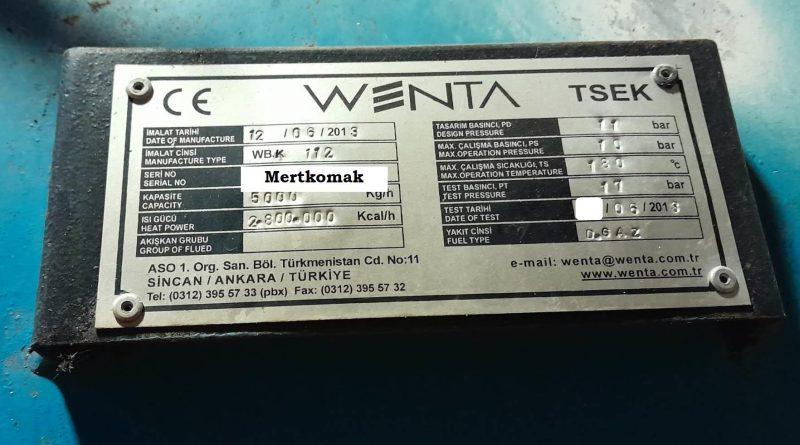 CE WENTA TSEK
İMALAT TARİHİ
DATE OF MANUFACTURE 12 /06/2013
İMALAT CİNSİ
MANUFACTURE TYPE WB.K 112
SERI NO
SERIAL NO Mertkomak
KAPASİTE
CAPACITY 5000 Kg/h
ISI GÜCÜ
HEAT POWER 2.800.000 Kcal/h
AKIŞKAN GRUBU
GROUP OF FLUED
TASARIM BASINCI, PD
DESIGN PRESSURE 11 bar
MAX. ÇALIŞMA BASINCI, PS
MAX.OPERATION PRESSURE 10 bar
MAX. ÇALIŞMA SICAKLIĞI, TS
MAX.OPERATION TEMPERATURE °C
TEST BASINCI, PT
TEST PRESSURE bar
TEST TARİHİ
DATE OF TEST /06/2013
YAKIT CİNSİ
FUEL TYPE D.GAZ
ASO 1. Org. San. Böl. Türkmenistan Cd. No:11
SİNCAN / ANKARA / TÜRKİYE
Tel: (0312) 395 57 33 (pbx) Fax: (0312) 395 57 32
e-mail: wenta@wenta.com.tr
www.wenta.com.tr